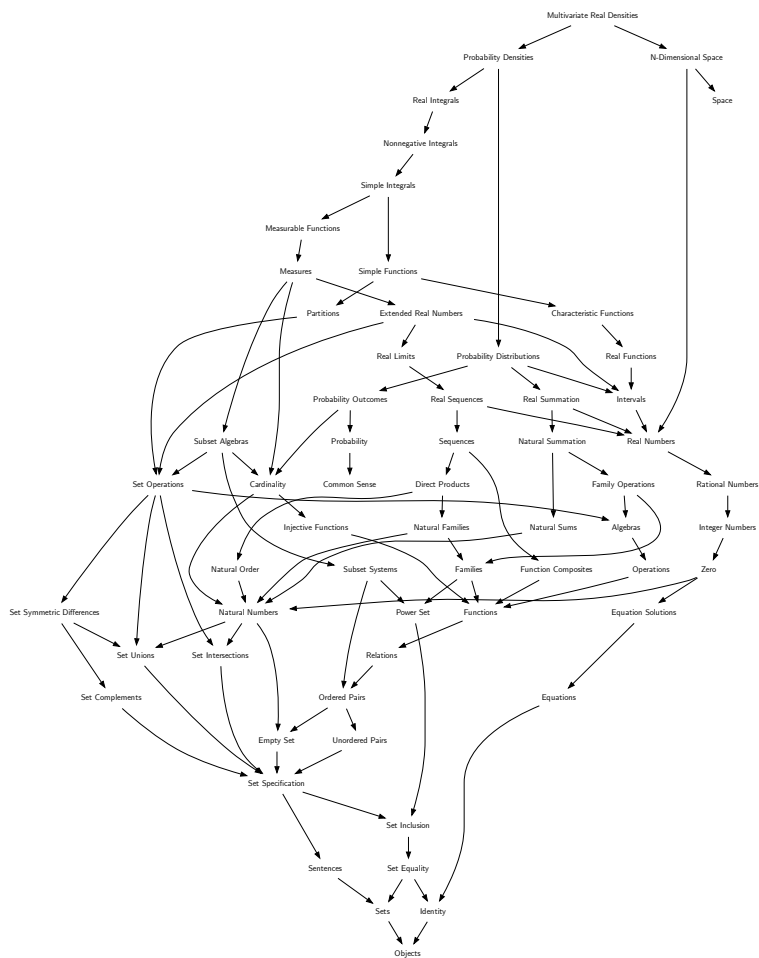 Multivariate Real Densities
Probability Densities
N-Dimensional Space
Real Integrals
Space
Nonnegative Integrals
Simple Integrals
Measurable Functions
Measures
Simple Functions
Partitions
Extended Real Numbers
Characteristic Functions
Real Limits
Probability Distributions
Real Functions
Probability Outcomes
Real Sequences
Real Summation
Intervals
Subset Algebras
Probability
Sequences
Natural Summation
Real Numbers
Set Operations
Cardinality
Common Sense
Direct Products
Family Operations
Rational Numbers
Injective Functions
Natural Families
Natural Sums
Algebras
Integer Numbers
Natural Order
Subset Systems
Families
Function Composites
Operations
Zero
Set Symmetric Differences
Natural Numbers
Power Set
Functions
Equation Solutions
Set Unions
Set Intersections
Relations
Set Complements
Ordered Pairs
Equations
Empty Set
Unordered Pairs
Set Specification
Set Inclusion
Sentences
Set Equality
Sets
Identity
Objects